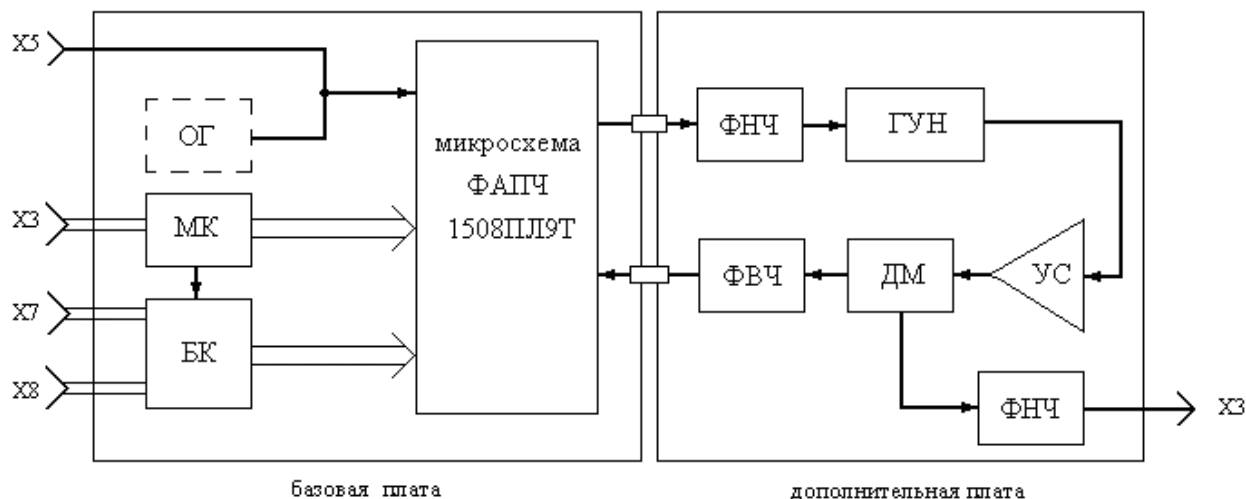 X5
ОГ
X3
МК
X7
БК
X8
микросхема
ФАПЧ
1508ПЛ9Т
ФНЧ
ГУН
ФВЧ
ДМ
УС
ФНЧ
X3
базовая плата
дополнительная плата